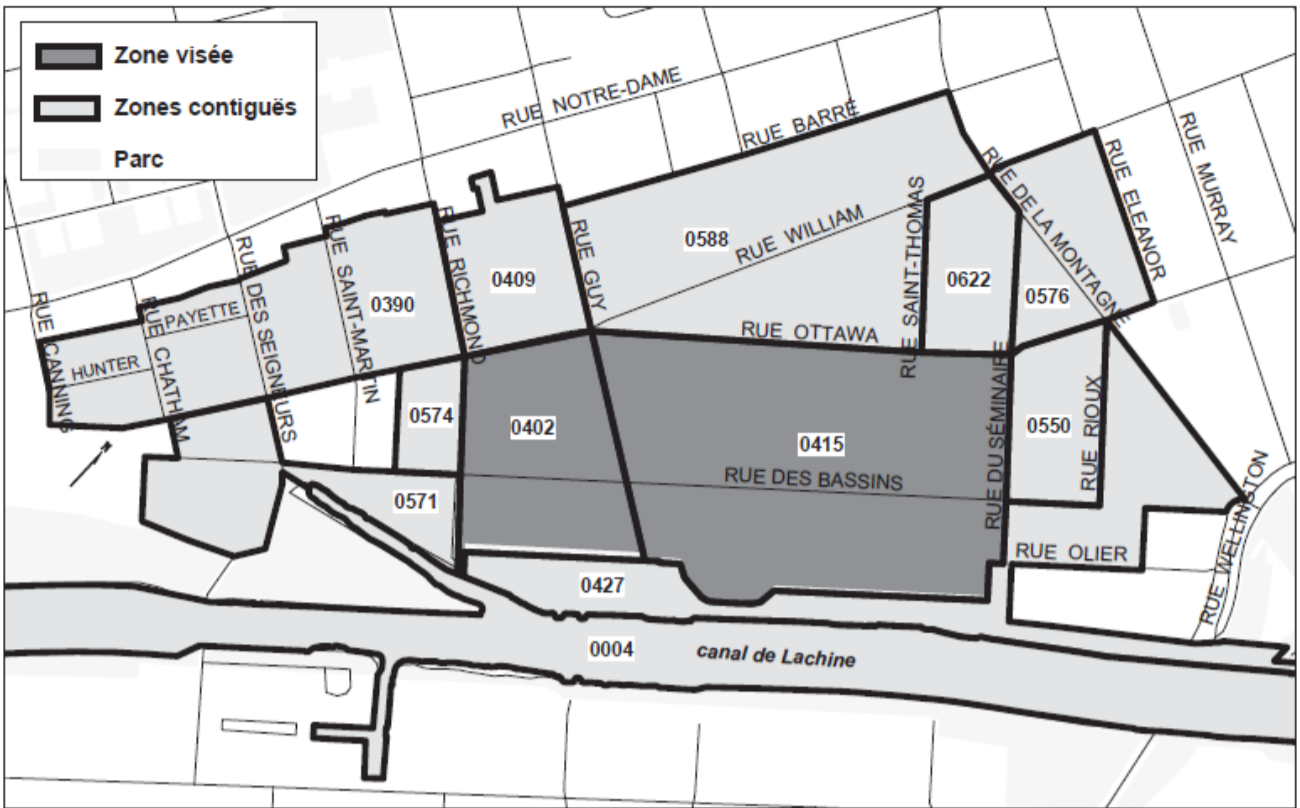 Zone visée
Zones contiguës
Parc
RUE NOTRE-DAME
RUE BARRÉ
RUE MURRAY
RUE ELEANOR
RUE DE LA MONTAGNE
RUE SAINT-THOMAS
RUE WILLIAM
0588
RUE GUY
0409
RUE RICHMOND
RUE SAINT-MARTIN
0390
RUE DES SEIGNEURS
PAYETTE
RUE CHATHAM
HUNTER
RUE CANNING
0622
0576
RUE OTTAWA
0574
0402
0415
RUE DU SÉMINAIRE
0550
RUE RIOUX
RUE DES BASSINS
0571
RUE OLIER
RUE WELLINGTON
0427
0004
canal de Lachine